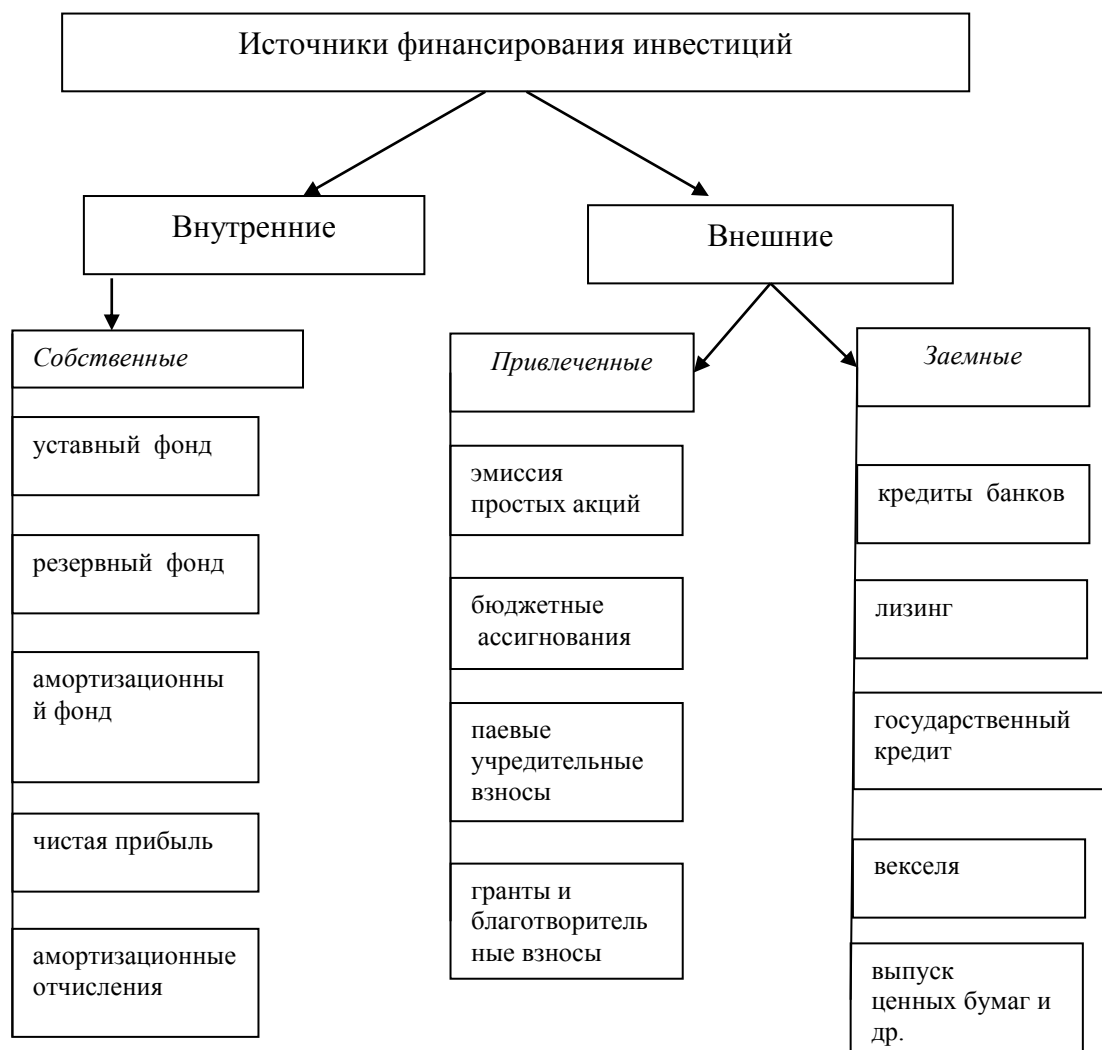 Источники финансирования инвестиций
Внутренние
Внешние
Собственные
уставный фонд
резервный фонд
амортизационны
й фонд
чистая прибыль
амортизационные
отчисления
Привлеченные
эмиссия
простых акций
бюджетные
ассигнования
паевые
учредительные
взносы
гранты и
благотворитель
ные взносы
Заемные
кредиты банков
лизинг
государственный
кредит
векселя
выпуск
ценных бумаг и
др.